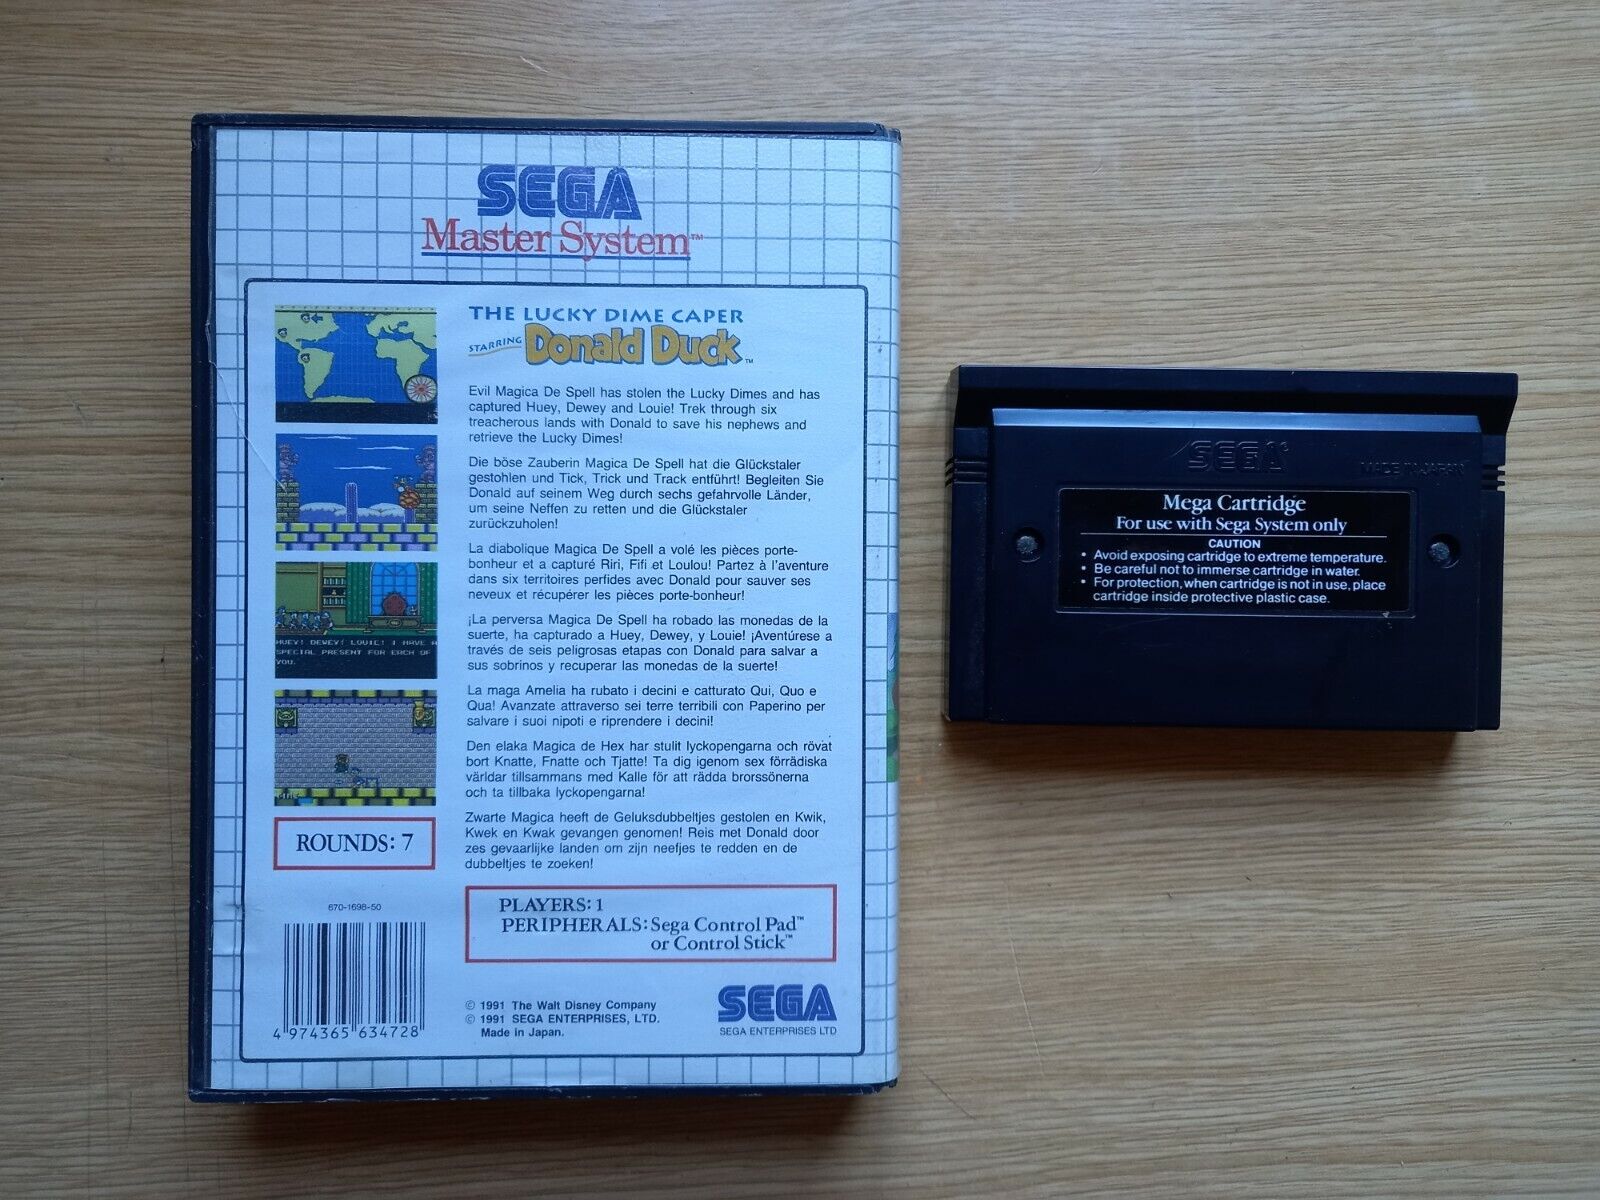 SEGA
Master System™
THE LUCKY DIME CAPER
STARRING Donald Duck™
Evil Magica De Spell has stolen the Lucky Dimes and has
captured Huey, Dewey and Louie! Trek through six
treacherous lands with Donald to save his nephews and
retrieve the Lucky Dimes!
Die böse Zauberin Magica De Spell hat die Glückstaler
gestohlen und Tick, Trick und Track entführt! Begleiten Sie
Donald auf seinem Weg durch sechs gefahrvolle Länder,
um seine Neffen zu retten und die Glückstaler
zurückzuholen!
La diabolique Magica De Spell a volé les pièces porte-
bonheur et a capturé Riri, Fifi et Loulou! Partez à l'aventure
dans six territoires perfides avec Donald pour sauver ses
neveux et récupérer les pièces porte-bonheur!
¡La perversa Magica De Spell ha robado las monedas de la
suerte, ha capturado a Huey, Dewey, y Louie! ¡Aventúrese a
través de seis peligrosas etapas con Donald para salvar a
sus sobrinos y recuperar las monedas de la suerte!
La maga Amelia ha rubato i decini e catturato Qui, Quo e
Qua! Avanzate attraverso sei terre terribili con Paperino per
salvare i suoi nipoti e riprendere i decini!
Den elaka Magica de Hex har stulit lyckopengarna och rövat
bort Knatte, Fnatte och Tjatte! Ta dig igenom sex förrädiska
världar tillsammans med Kalle för att rädda brorssönerna
och ta tillbaka lyckopengarna!
Zwarte Magica heeft de Geluksdubbeltjes gestolen en Kwik,
Kwek en Kwak gevangen genomen! Reis met Donald door
zes gevaarlijke landen om zijn neefjes te redden en de
dubbeltjes te zoeken!
HUEY! DEWEY! LOUIE! I HAVE A
SPECIAL PRESENT FOR EACH OF
YOU.
ROUNDS: 7
670-1698-50
4 974365 634728
PLAYERS: 1
PERIPHERALS: Sega Control Pad™
or Control Stick™
© 1991 The Walt Disney Company
© 1991 SEGA ENTERPRISES, LTD.
Made in Japan.
SEGA
SEGA ENTERPRISES LTD
SEGA®
MADE IN JAPAN
Mega Cartridge
For use with Sega System only
CAUTION
• Avoid exposing cartridge to extreme temperature.
• Be careful not to immerse cartridge in water.
• For protection, when cartridge is not in use, place
cartridge inside protective plastic case.